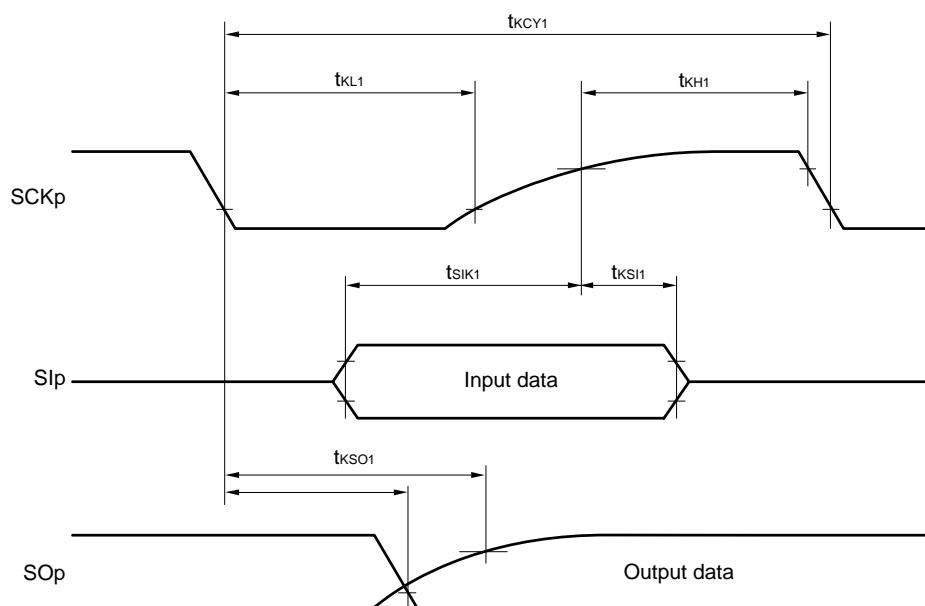 tKCY1
tKL1
tKH1
SCKp
tSIK1
tKSI1
SIp
Input data
tKSO1
SOp
Output data